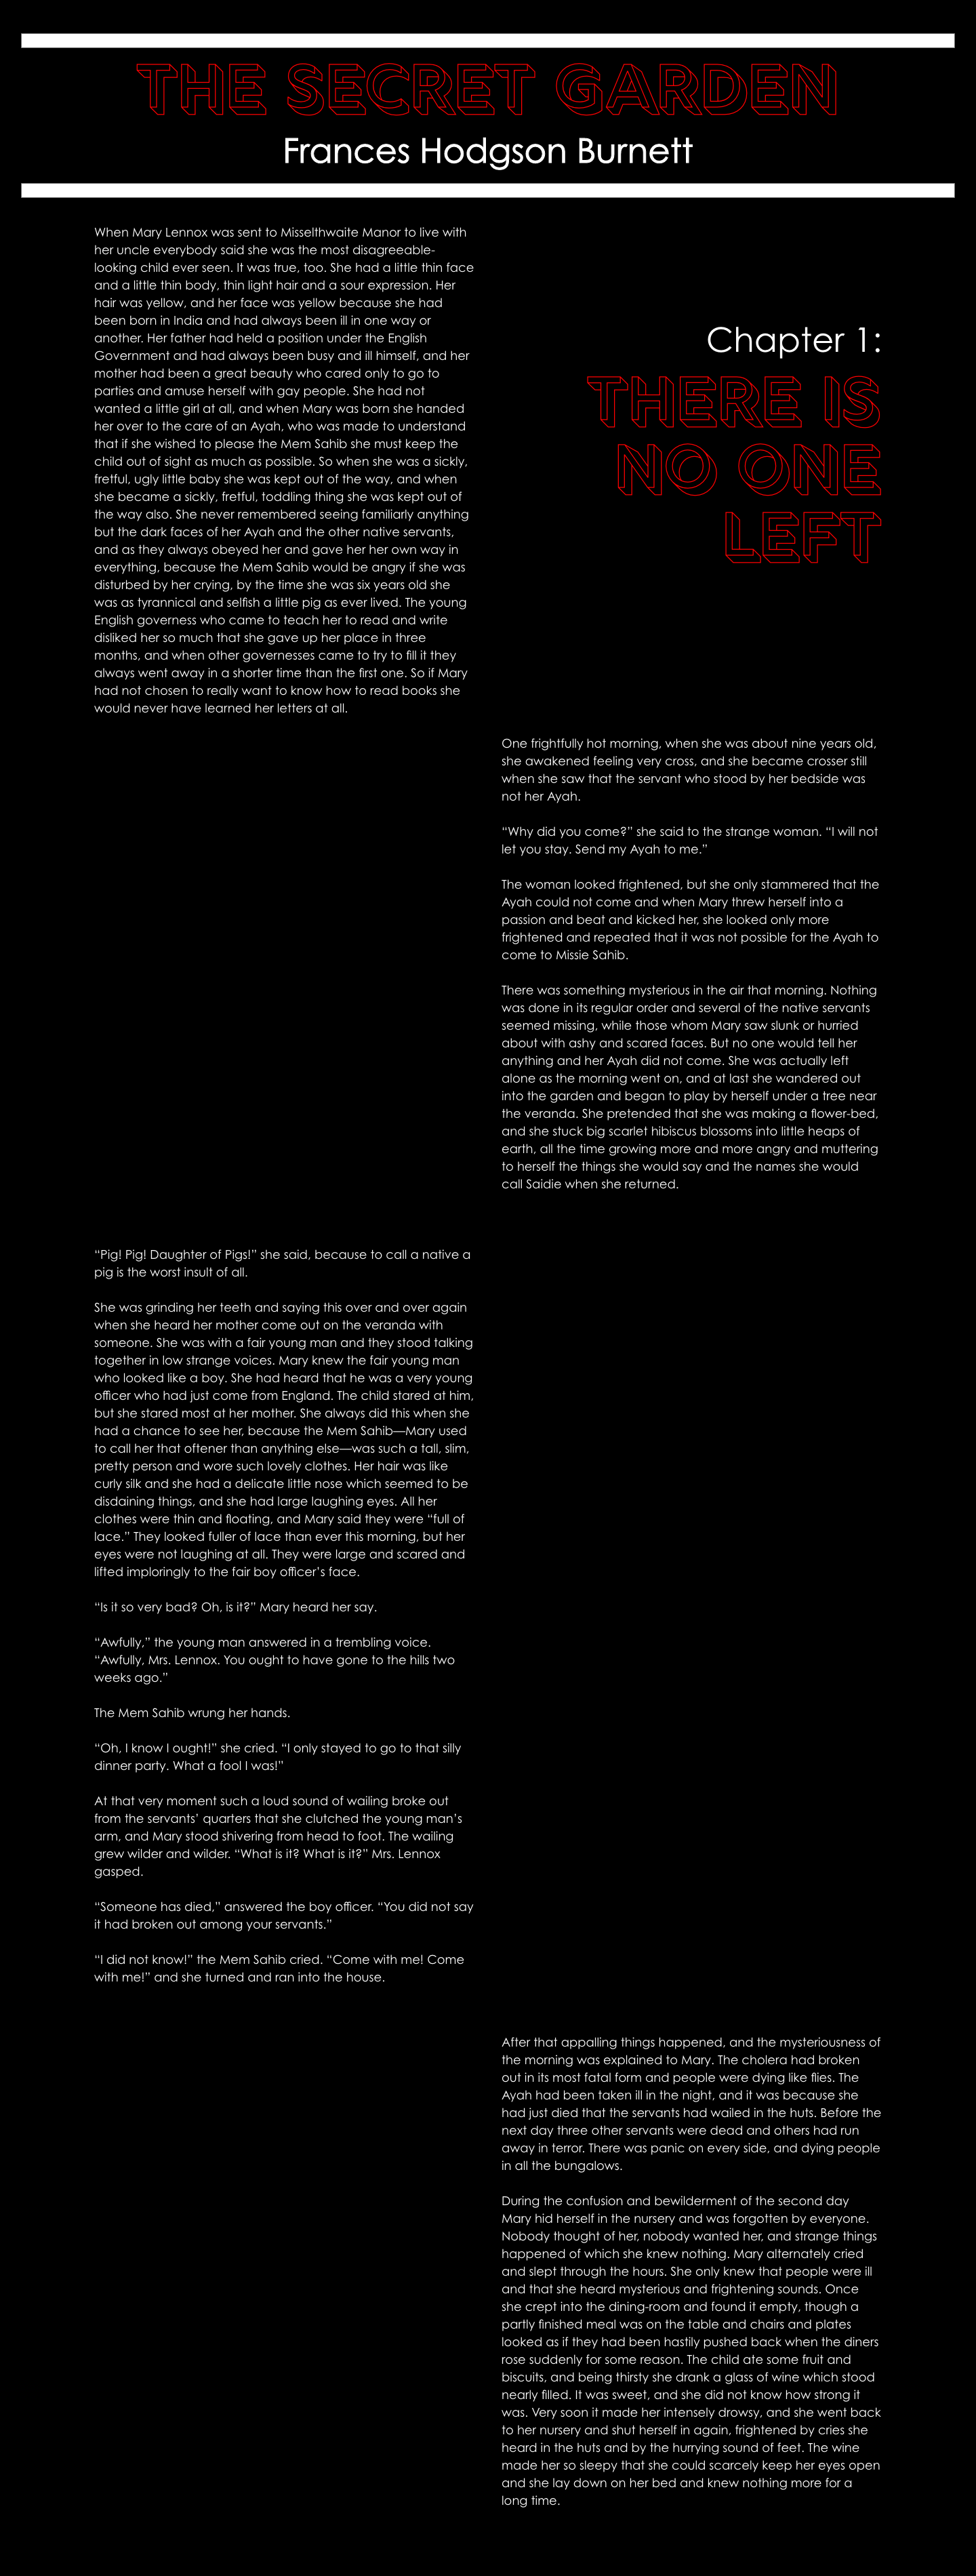 THE SECRET GARDEN
Frances Hodgson Burnett
When Mary Lennox was sent to Misselthwaite Manor to live with
her uncle everybody said she was the most disagreeable-
looking child ever seen. It was true, too. She had a little thin face
and a little thin body, thin light hair and a sour expression. Her
hair was yellow, and her face was yellow because she had
been born in India and had always been ill in one way or
another. Her father had held a position under the English
Government and had always been busy and ill himself, and her
mother had been a great beauty who cared only to go to
parties and amuse herself with gay people. She had not
wanted a little girl at all, and when Mary was born she handed
her over to the care of an Ayah, who was made to understand
that if she wished to please the Mem Sahib she must keep the
child out of sight as much as possible. So when she was a sickly,
fretful, ugly little baby she was kept out of the way, and when
she became a sickly, fretful, toddling thing she was kept out of
the way also. She never remembered seeing familiarly anything
but the dark faces of her Ayah and the other native servants,
and as they always obeyed her and gave her her own way in
everything, because the Mem Sahib would be angry if she was
disturbed by her crying, by the time she was six years old she
was as tyrannical and selfish a little pig as ever lived. The young
English governess who came to teach her to read and write
disliked her so much that she gave up her place in three
months, and when other governesses came to try to fill it they
always went away in a shorter time than the first one. So if Mary
had not chosen to really want to know how to read books she
would never have learned her letters at all.
Chapter 1:
THERE IS
NO ONE
LEFT
One frightfully hot morning, when she was about nine years old,
she awakened feeling very cross, and she became crosser still
when she saw that the servant who stood by her bedside was
not her Ayah.
“Why did you come?” she said to the strange woman. “I will not
let you stay. Send my Ayah to me.”
The woman looked frightened, but she only stammered that the
Ayah could not come and when Mary threw herself into a
passion and beat and kicked her, she looked only more
frightened and repeated that it was not possible for the Ayah to
come to Missie Sahib.
There was something mysterious in the air that morning. Nothing
was done in its regular order and several of the native servants
seemed missing, while those whom Mary saw slunk or hurried
about with ashy and scared faces. But no one would tell her
anything and her Ayah did not come. She was actually left
alone as the morning went on, and at last she wandered out
into the garden and began to play by herself under a tree near
the veranda. She pretended that she was making a flower-bed,
and she stuck big scarlet hibiscus blossoms into little heaps of
earth, all the time growing more and more angry and muttering
to herself the things she would say and the names she would
call Saidie when she returned.
“Pig! Pig! Daughter of Pigs!” she said, because to call a native a
pig is the worst insult of all.
She was grinding her teeth and saying this over and over again
when she heard her mother come out on the veranda with
someone. She was with a fair young man and they stood talking
together in low strange voices. Mary knew the fair young man
who looked like a boy. She had heard that he was a very young
officer who had just come from England. The child stared at him,
but she stared most at her mother. She always did this when she
had a chance to see her, because the Mem Sahib—Mary used
to call her that oftener than anything else—was such a tall, slim,
pretty person and wore such lovely clothes. Her hair was like
curly silk and she had a delicate little nose which seemed to be
disdaining things, and she had large laughing eyes. All her
clothes were thin and floating, and Mary said they were “full of
lace.” They looked fuller of lace than ever this morning, but her
eyes were not laughing at all. They were large and scared and
lifted imploringly to the fair boy officer’s face.
“Is it so very bad? Oh, is it?” Mary heard her say.
“Awfully,” the young man answered in a trembling voice.
“Awfully, Mrs. Lennox. You ought to have gone to the hills two
weeks ago.”
The Mem Sahib wrung her hands.
“Oh, I know I ought!” she cried. “I only stayed to go to that silly
dinner party. What a fool I was!”
At that very moment such a loud sound of wailing broke out
from the servants’ quarters that she clutched the young man’s
arm, and Mary stood shivering from head to foot. The wailing
grew wilder and wilder. “What is it? What is it?” Mrs. Lennox
gasped.
“Someone has died,” answered the boy officer. “You did not say
it had broken out among your servants.”
“I did not know!” the Mem Sahib cried. “Come with me! Come
with me!” and she turned and ran into the house.
After that appalling things happened, and the mysteriousness of
the morning was explained to Mary. The cholera had broken
out in its most fatal form and people were dying like flies. The
Ayah had been taken ill in the night, and it was because she
had just died that the servants had wailed in the huts. Before the
next day three other servants were dead and others had run
away in terror. There was panic on every side, and dying people
in all the bungalows.
During the confusion and bewilderment of the second day
Mary hid herself in the nursery and was forgotten by everyone.
Nobody thought of her, nobody wanted her, and strange things
happened of which she knew nothing. Mary alternately cried
and slept through the hours. She only knew that people were ill
and that she heard mysterious and frightening sounds. Once
she crept into the dining-room and found it empty, though a
partly finished meal was on the table and chairs and plates
looked as if they had been hastily pushed back when the diners
rose suddenly for some reason. The child ate some fruit and
biscuits, and being thirsty she drank a glass of wine which stood
nearly filled. It was sweet, and she did not know how strong it
was. Very soon it made her intensely drowsy, and she went back
to her nursery and shut herself in again, frightened by cries she
heard in the huts and by the hurrying sound of feet. The wine
made her so sleepy that she could scarcely keep her eyes open
and she lay down on her bed and knew nothing more for a
long time.